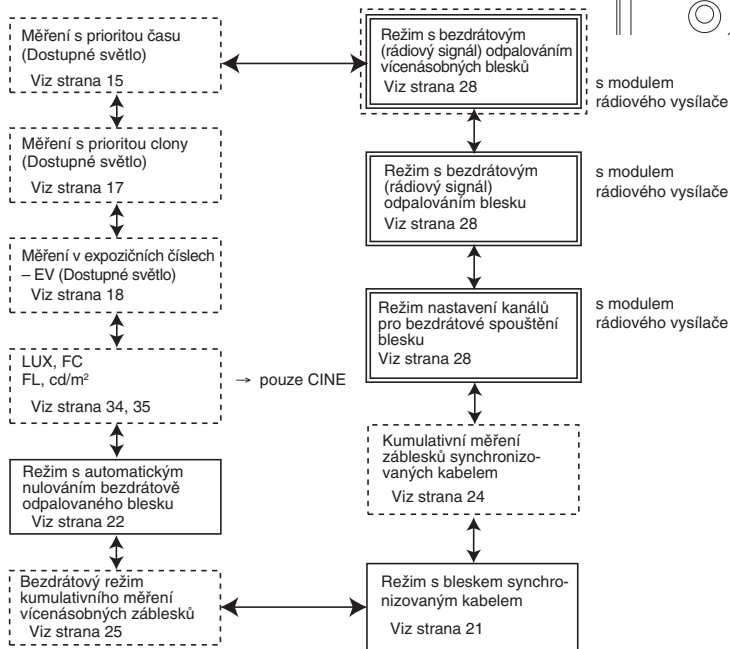 Měření s prioritou času
(Dostupné světlo)
Viz strana 15
Měření s prioritou clony
(Dostupné světlo)
Viz strana 17
Měření v expozičních číslech
– EV (Dostupné světlo)
Viz strana 18
LUX, FC
FL, cd/m²
Viz strana 34, 35
→ pouze CINE
Režim s automatickým
nulováním bezdrátově
odpalovaného blesku
Viz strana 22
Bezdrátový režim
kumulativního měření
vícenásobných záblesků
Viz strana 25
Režim s bezdrátovým
(rádiový signál) odpalováním
vícenásobných blesků
Viz strana 28
s modulem
rádiového vysílače
Režim s bezdrátovým
(rádiový signál)
odpalováním blesku
Viz strana 28
s modulem
rádiového vysílače
Režim nastavení kanálů
pro bezdrátové spouštění
blesku
Viz strana 28
s modulem
rádiového vysílače
Kumulativní měření
záblesků synchronizo-
vaných kabelem
Viz strana 24
Režim s bleskem synchro-
nizovaným kabelem
Viz strana 21